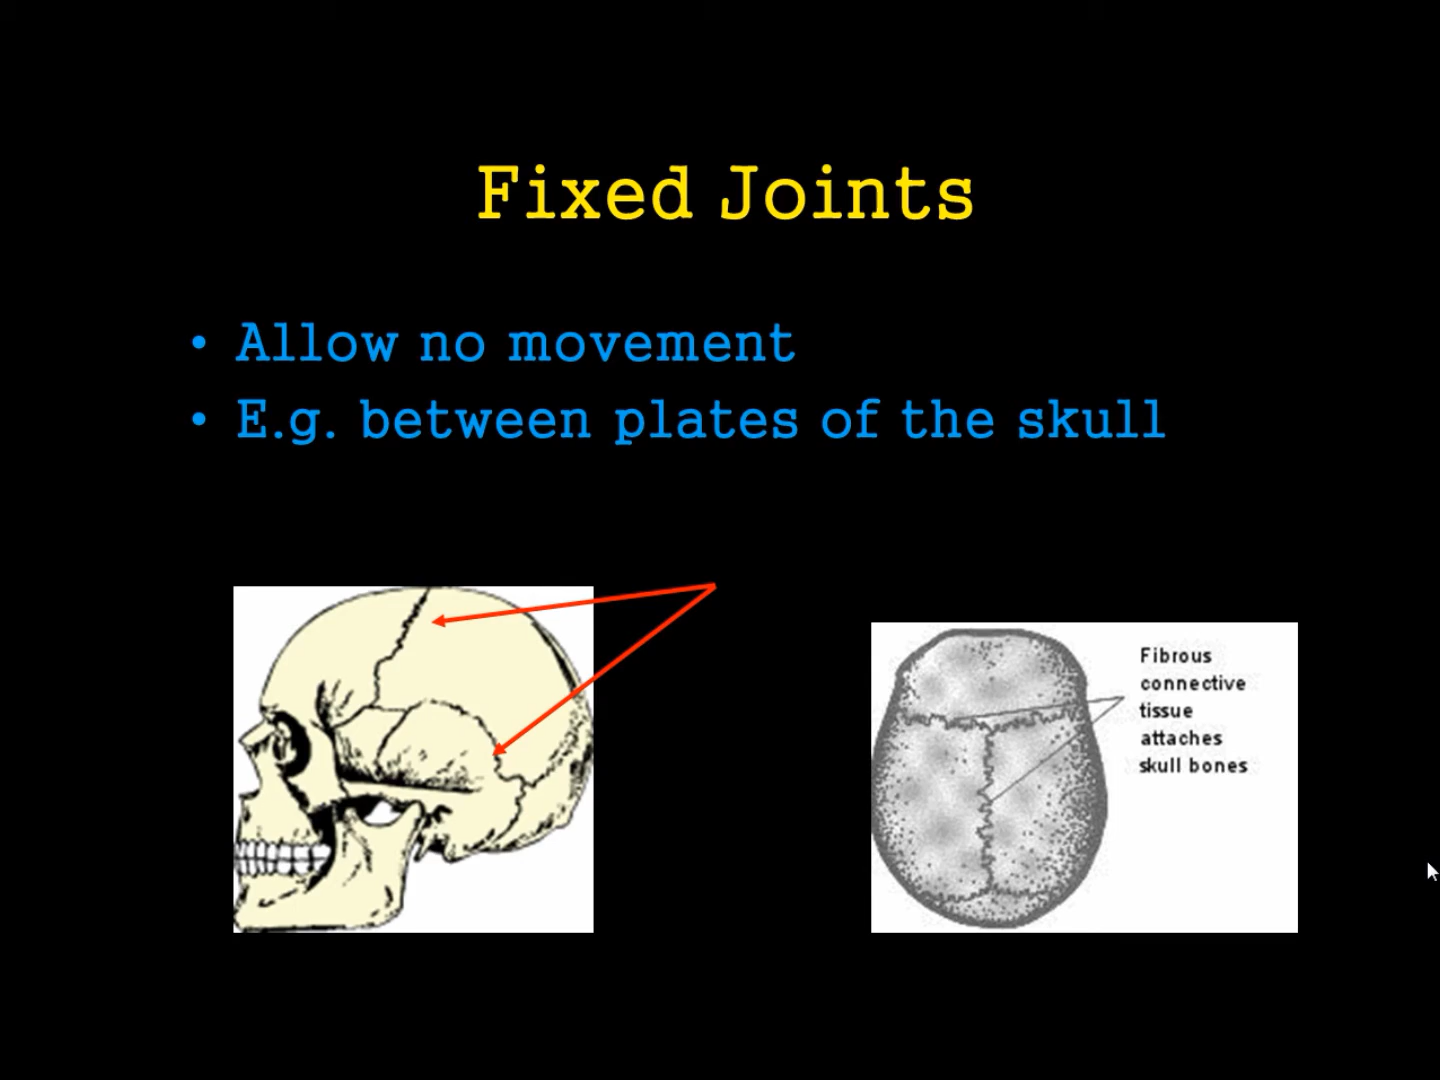 Fixed Joints
• Allow no movement
• E.g. between plates of the skull
Fibrous
connective
tissue
attaches
skull bones